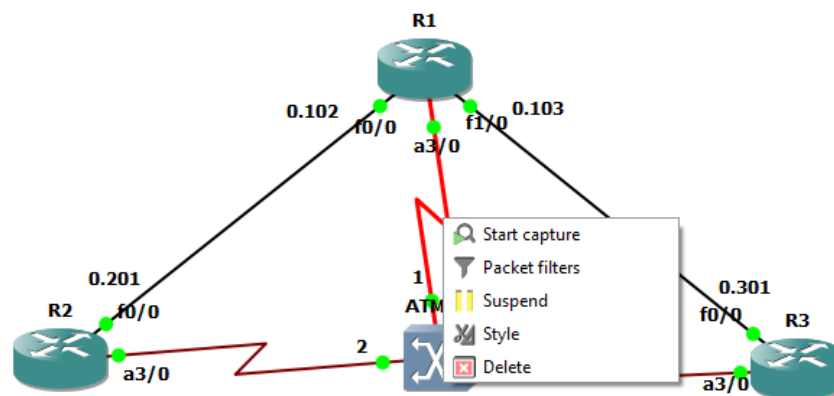 R1
0.102
f0/0
f1/0
0.103
a3/0
Start capture
Packet filters
Suspend
Style
Delete
1
ATM
0.201
f0/0
R2
a3/0
2
0.301
f0/0
R3
a3/0